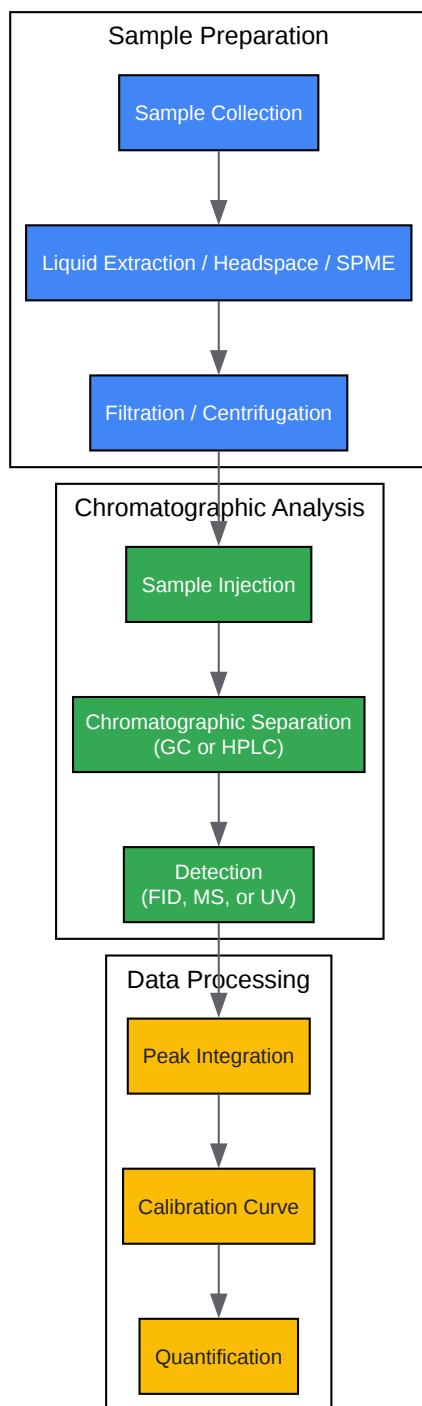 Sample Preparation
Sample Collection
Liquid Extraction / Headspace / SPME
Filtration / Centrifugation
Chromatographic Analysis
Sample Injection
Chromatographic Separation
(GC or HPLC)
Detection
(FID, MS, or UV)
Data Processing
Peak Integration
Calibration Curve
Quantification